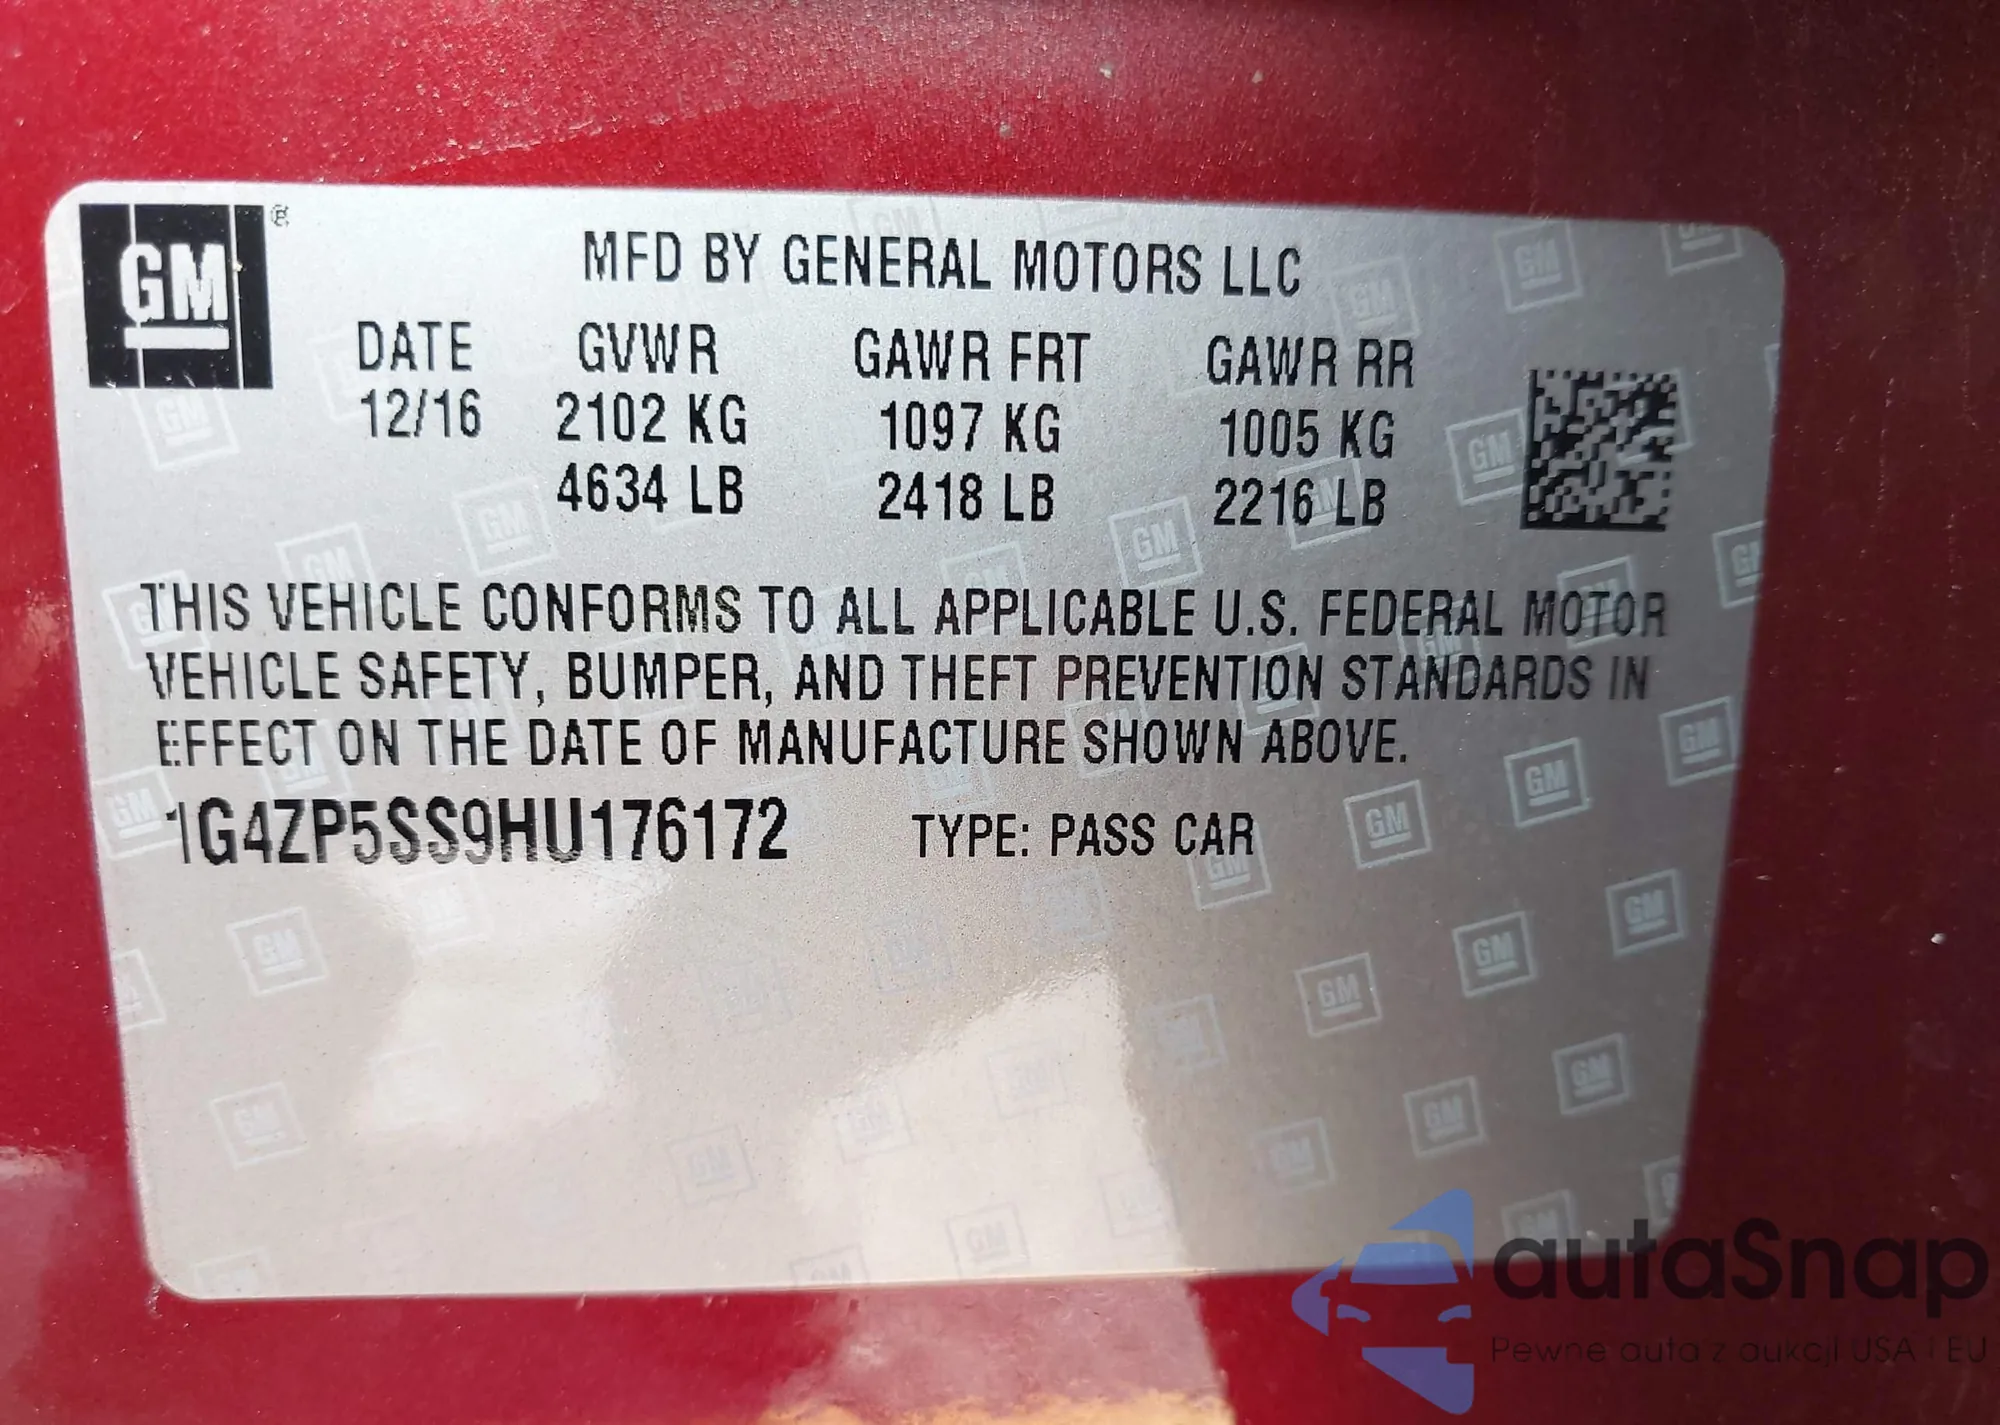 GM ®
MFD BY GENERAL MOTORS LLC
DATE GVWR GAWR FRT GAWR RR
12/16 2102 KG 1097 KG 1005 KG
4634 LB 2418 LB 2216 LB
THIS VEHICLE CONFORMS TO ALL APPLICABLE U.S. FEDERAL MOTOR
VEHICLE SAFETY, BUMPER, AND THEFT PREVENTION STANDARDS IN
EFFECT ON THE DATE OF MANUFACTURE SHOWN ABOVE.
1G4ZP5SS9HU176172 TYPE: PASS CAR
autaSnap
Pewne auta z aukcji USA i EU